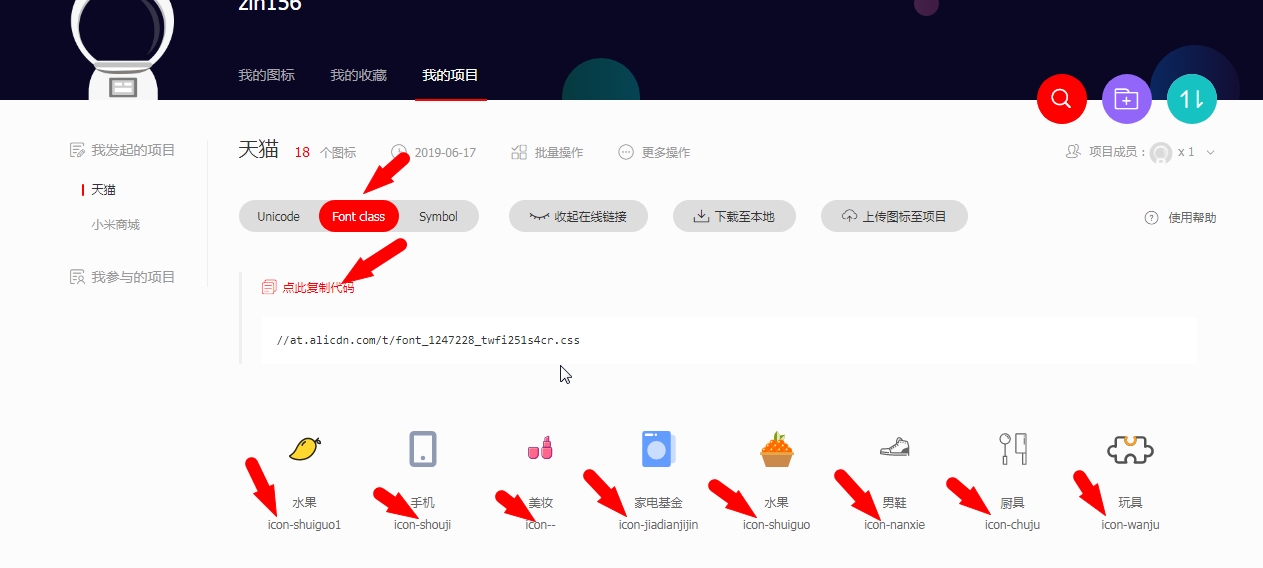 zln156
我的图标 我的收藏 我的项目
我发起的项目
天猫
小米商城
我参与的项目
天猫 18 个图标 2019-06-17 批量操作 更多操作 项目成员： x 1
Unicode Font class Symbol 收起在线链接 下载至本地 上传图标至项目 使用帮助
点此复制代码
//at.alicdn.com/t/font_1247228_twfi251s4cr.css
水果 手机 美妆 家电基金 水果 男鞋 厨具 玩具
icon-shuiguo1 icon-shouji icon-- icon-jiadianjijin icon-shuiguo icon-nanxie icon-chuju icon-wanju